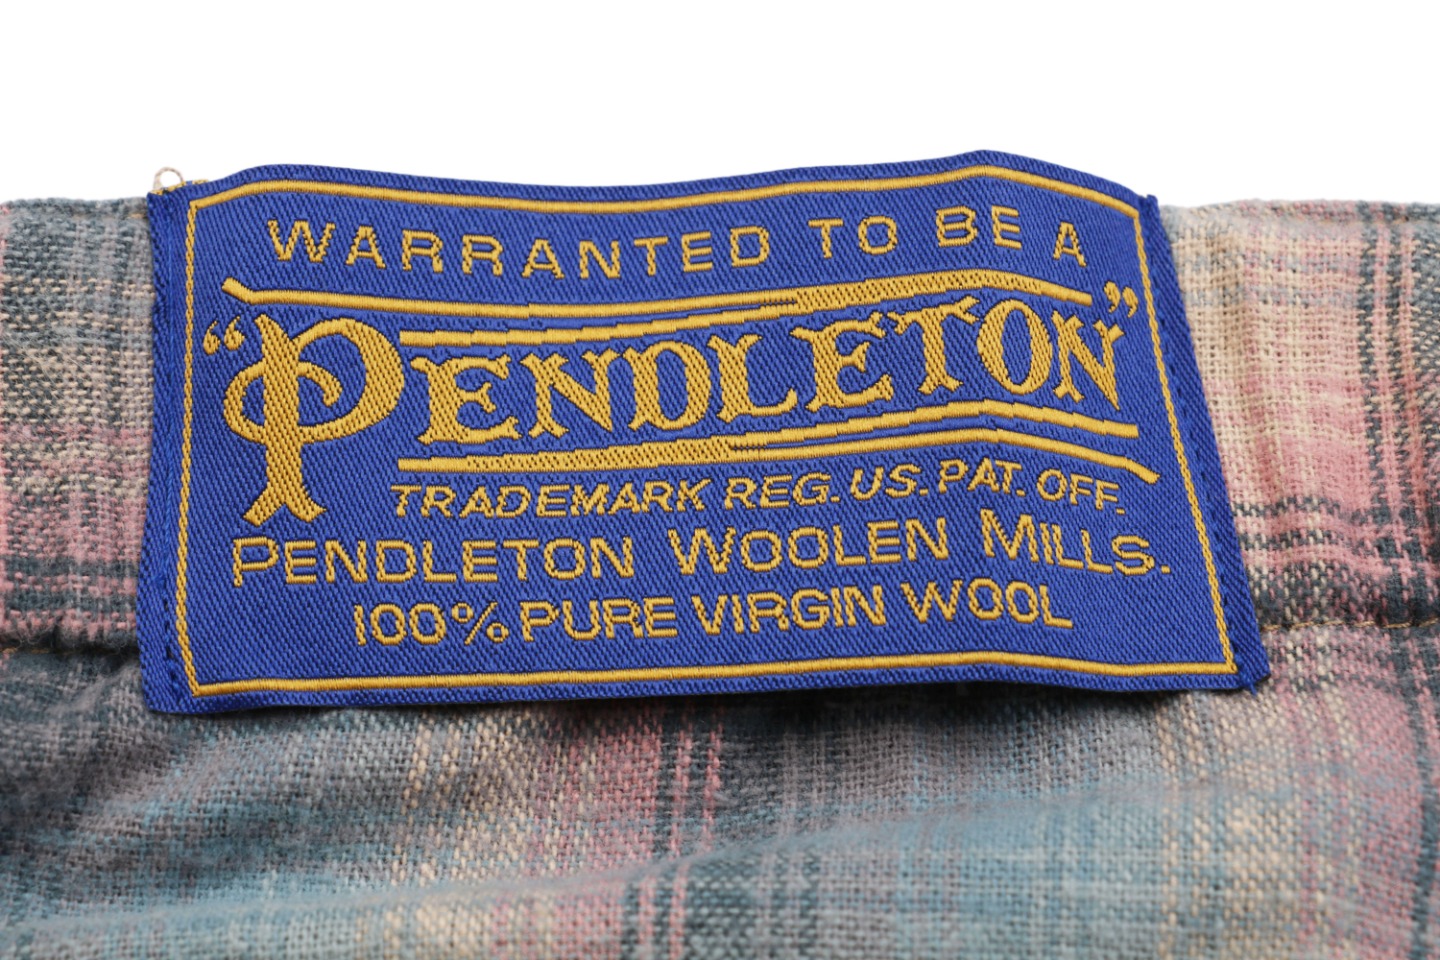 WARRANTED TO BE A
“PENDLETON”
TRADEMARK REG. US. PAT. OFF.
PENDLETON WOOLEN MILLS.
100% PURE VIRGIN WOOL